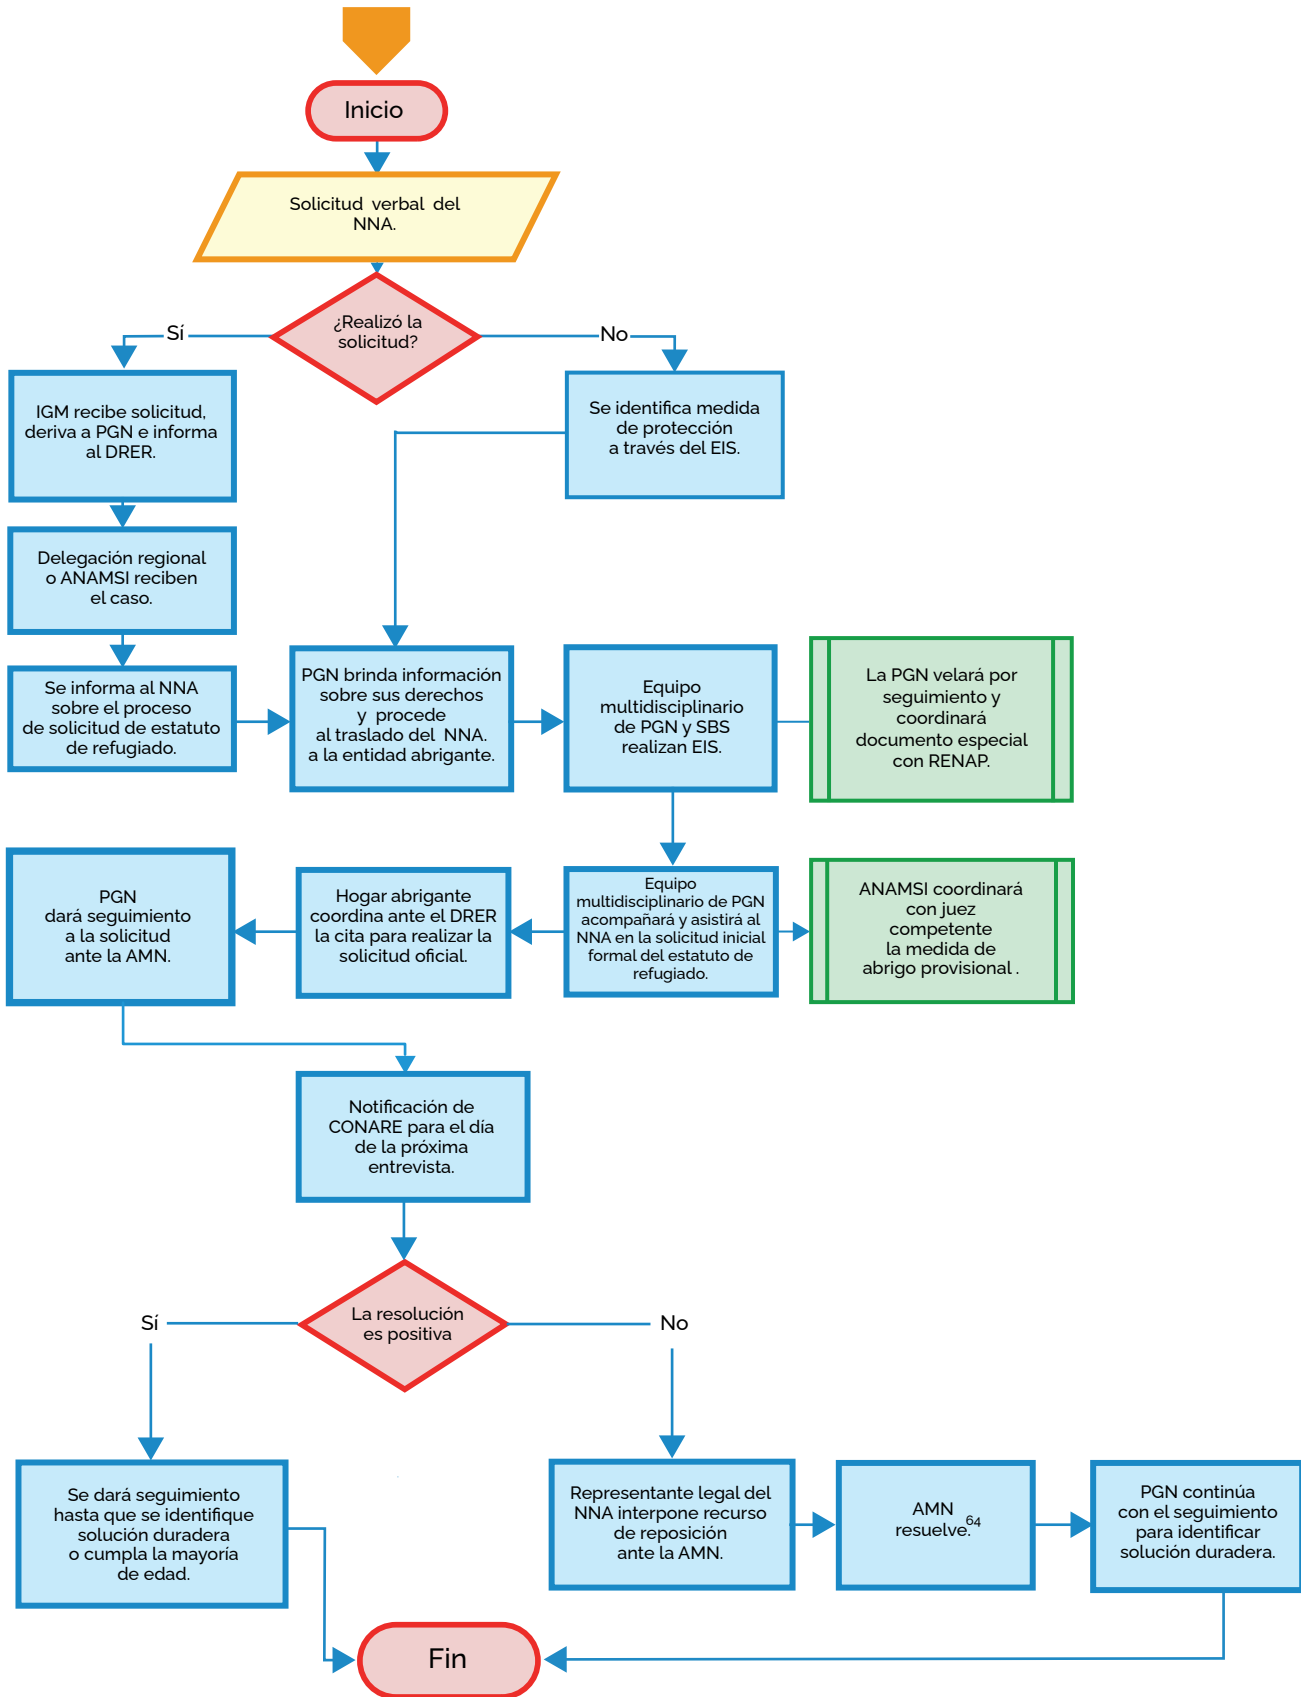 Inicio
Solicitud verbal del
NNA.
¿Realizó la
solicitud?
Sí
No
IGM recibe solicitud,
deriva a PGN e informa
al DRER.
Se identifica medida
de protección
a través del EIS.
Delegación regional
o ANAMSI reciben
el caso.
Se informa al NNA
sobre el proceso
de solicitud de estatuto
de refugiado.
PGN brinda información
sobre sus derechos
y procede
al traslado del NNA.
a la entidad abrigante.
Equipo
multidisciplinario
de PGN y SBS
realizan EIS.
La PGN velará por
seguimiento y
coordinará
documento especial
con RENAP.
PGN
dará seguimiento
a la solicitud
ante la AMN.
Hogar abrigante
coordina ante el DRER
la cita para realizar la
solicitud oficial.
Equipo
multidisciplinario de PGN
acompañará y asistirá al
NNA en la solicitud inicial
formal del estatuto de
refugiado.
ANAMSI coordinará
con juez
competente
la medida de
abrigo provisional .
Notificación de
CONARE para el día
de la próxima
entrevista.
La resolución
es positiva
Sí
No
Se dará seguimiento
hasta que se identifique
solución duradera
o cumpla la mayoría
de edad.
Representante legal del
NNA interpone recurso
de reposición
ante la AMN.
AMN
resuelve.64
PGN continúa
con el seguimiento
para identificar
solución duradera.
Fin